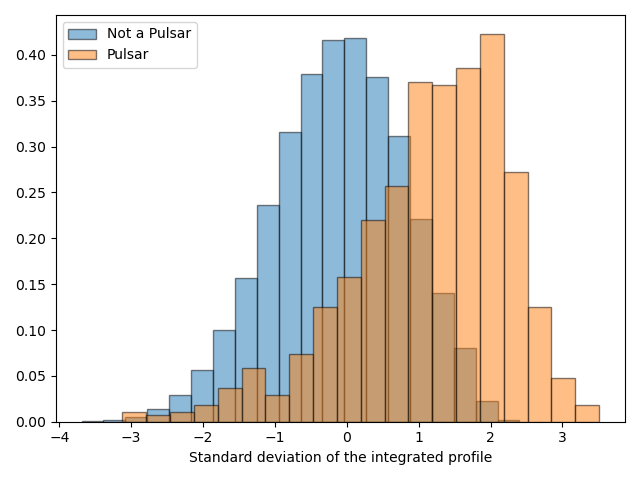 Not a Pulsar
Pulsar
0.40
0.35
0.30
0.25
0.20
0.15
0.10
0.05
0.00
−4 −3 −2 −1 0 1 2 3
Standard deviation of the integrated profile